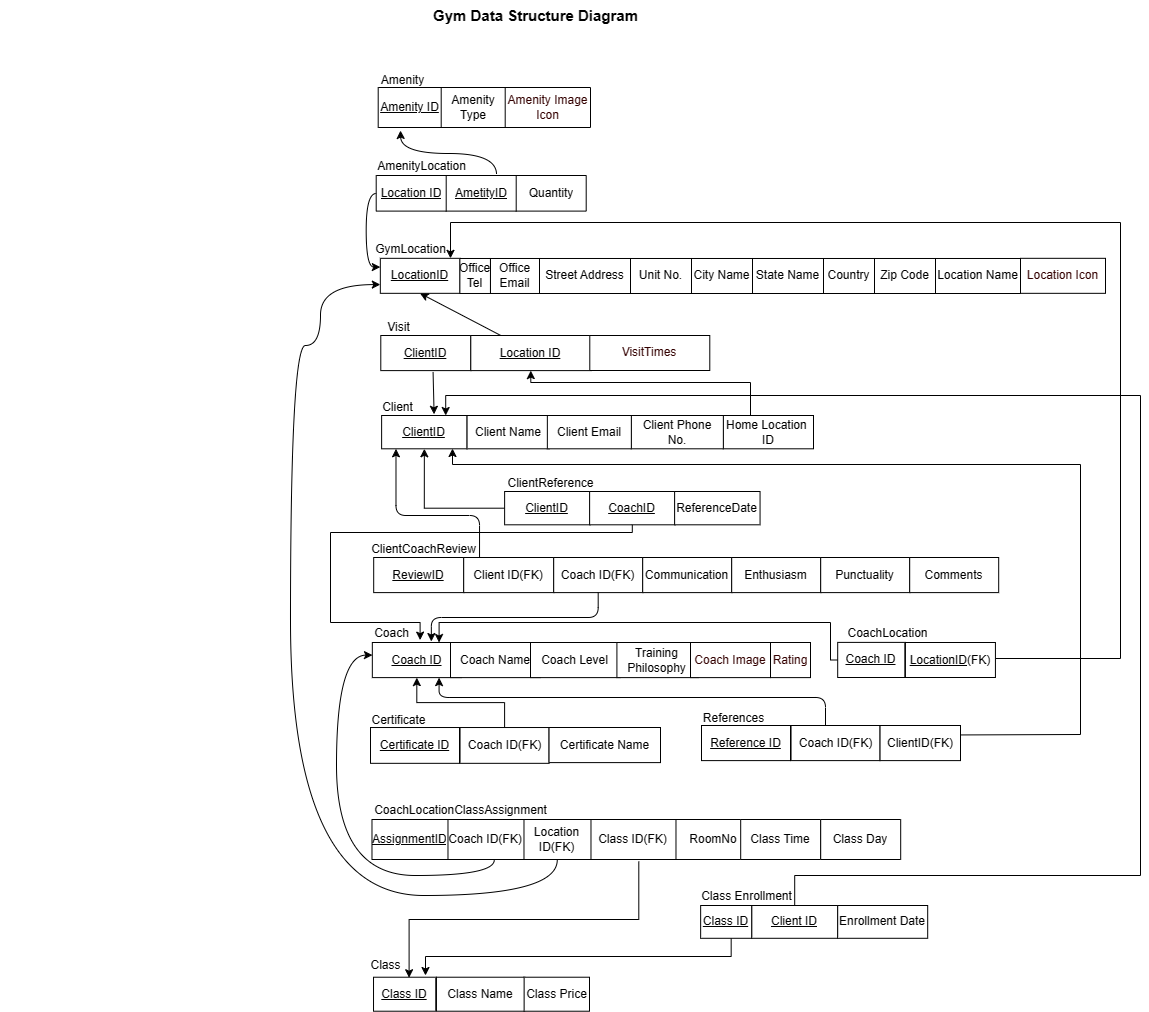 Gym Data Structure Diagram
Amenity
Amenity ID
Amenity
Type
Amenity Image
Icon
AmenityLocation
Location ID
AmetityID
Quantity
GymLocation
LocationID
Office
Tel
Office
Email
Street Address
Unit No.
City Name
State Name
Country
Zip Code
Location Name
Location Icon
Visit
ClientID
Location ID
VisitTimes
Client
ClientID
Client Name
Client Email
Client Phone
No.
Home Location
ID
ClientReference
ClientID
CoachID
ReferenceDate
ClientCoachReview
ReviewID
Client ID(FK)
Coach ID(FK)
Communication
Enthusiasm
Punctuality
Comments
Coach
Coach ID
Coach Name
Coach Level
Training
Philosophy
Coach Image
Rating
CoachLocation
Coach ID
LocationID(FK)
Certificate
Certificate ID
Coach ID(FK)
Certificate Name
References
Reference ID
Coach ID(FK)
ClientID(FK)
CoachLocationClassAssignment
AssignmentID
Coach ID(FK)
Location
ID(FK)
Class ID(FK)
RoomNo
Class Time
Class Day
Class Enrollment
Class ID
Client ID
Enrollment Date
Class
Class ID
Class Name
Class Price